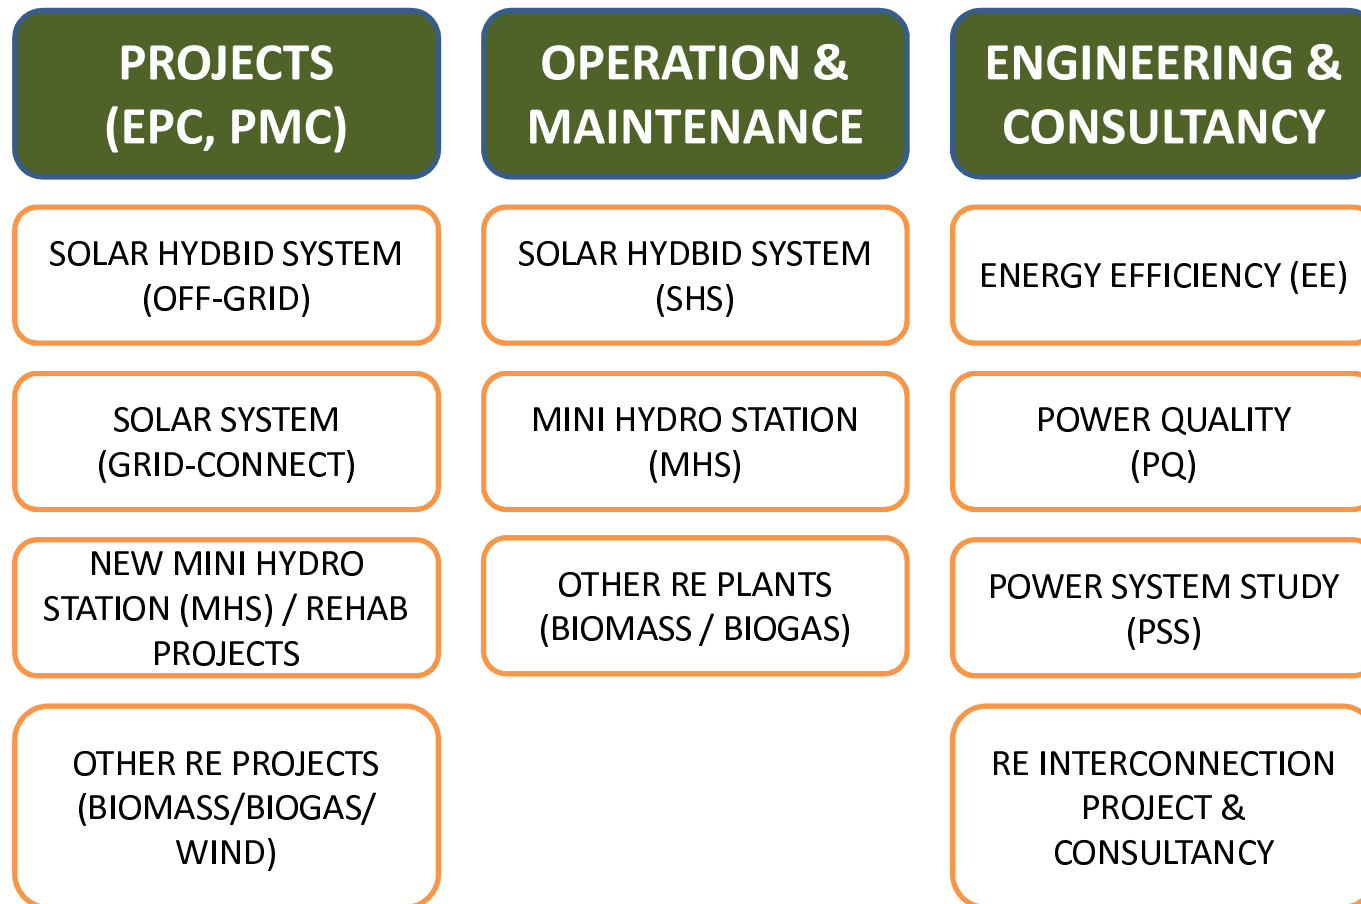 PROJECTS
(EPC, PMC)
SOLAR HYDBID SYSTEM
(OFF-GRID)
SOLAR SYSTEM
(GRID-CONNECT)
NEW MINI HYDRO
STATION (MHS) / REHAB
PROJECTS
OTHER RE PROJECTS
(BIOMASS/BIOGAS/
WIND)
OPERATION &
MAINTENANCE
SOLAR HYDBID SYSTEM
(SHS)
MINI HYDRO STATION
(MHS)
OTHER RE PLANTS
(BIOMASS / BIOGAS)
ENGINEERING &
CONSULTANCY
ENERGY EFFICIENCY (EE)
POWER QUALITY
(PQ)
POWER SYSTEM STUDY
(PSS)
RE INTERCONNECTION
PROJECT &
CONSULTANCY